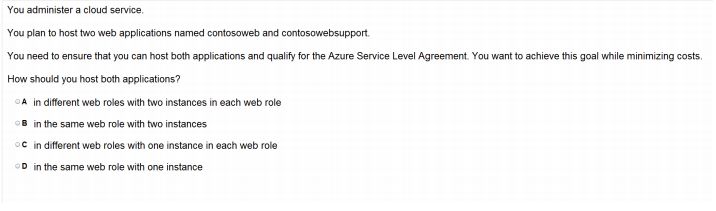 You administer a cloud service.
You plan to host two web applications named contosoweb and contosowebsupport.
You need to ensure that you can host both applications and qualify for the Azure Service Level Agreement. You want to achieve this goal while minimizing costs.
How should you host both applications?
A in different web roles with two instances in each web role
B in the same web role with two instances
C in different web roles with one instance in each web role
D in the same web role with one instance